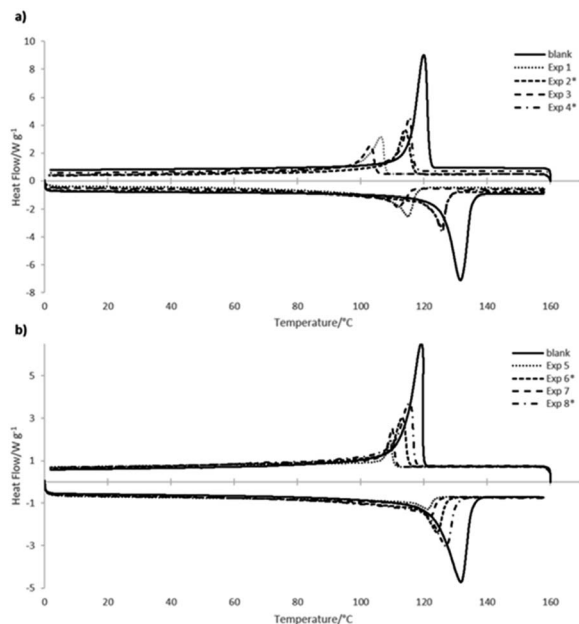 a)
10
8
6
4
2
0
-2
-4
-6
-8
Heat Flow/W g-1
0 20 40 60 80 100 120 140 160
Temperature/°C
blank
Exp 1
Exp 2*
Exp 3
Exp 4*
b)
5
3
1
-1
-3
-5
Heat Flow/W g-1
0 20 40 60 80 100 120 140 160
Temperature/°C
blank
Exp 5
Exp 6*
Exp 7
Exp 8*